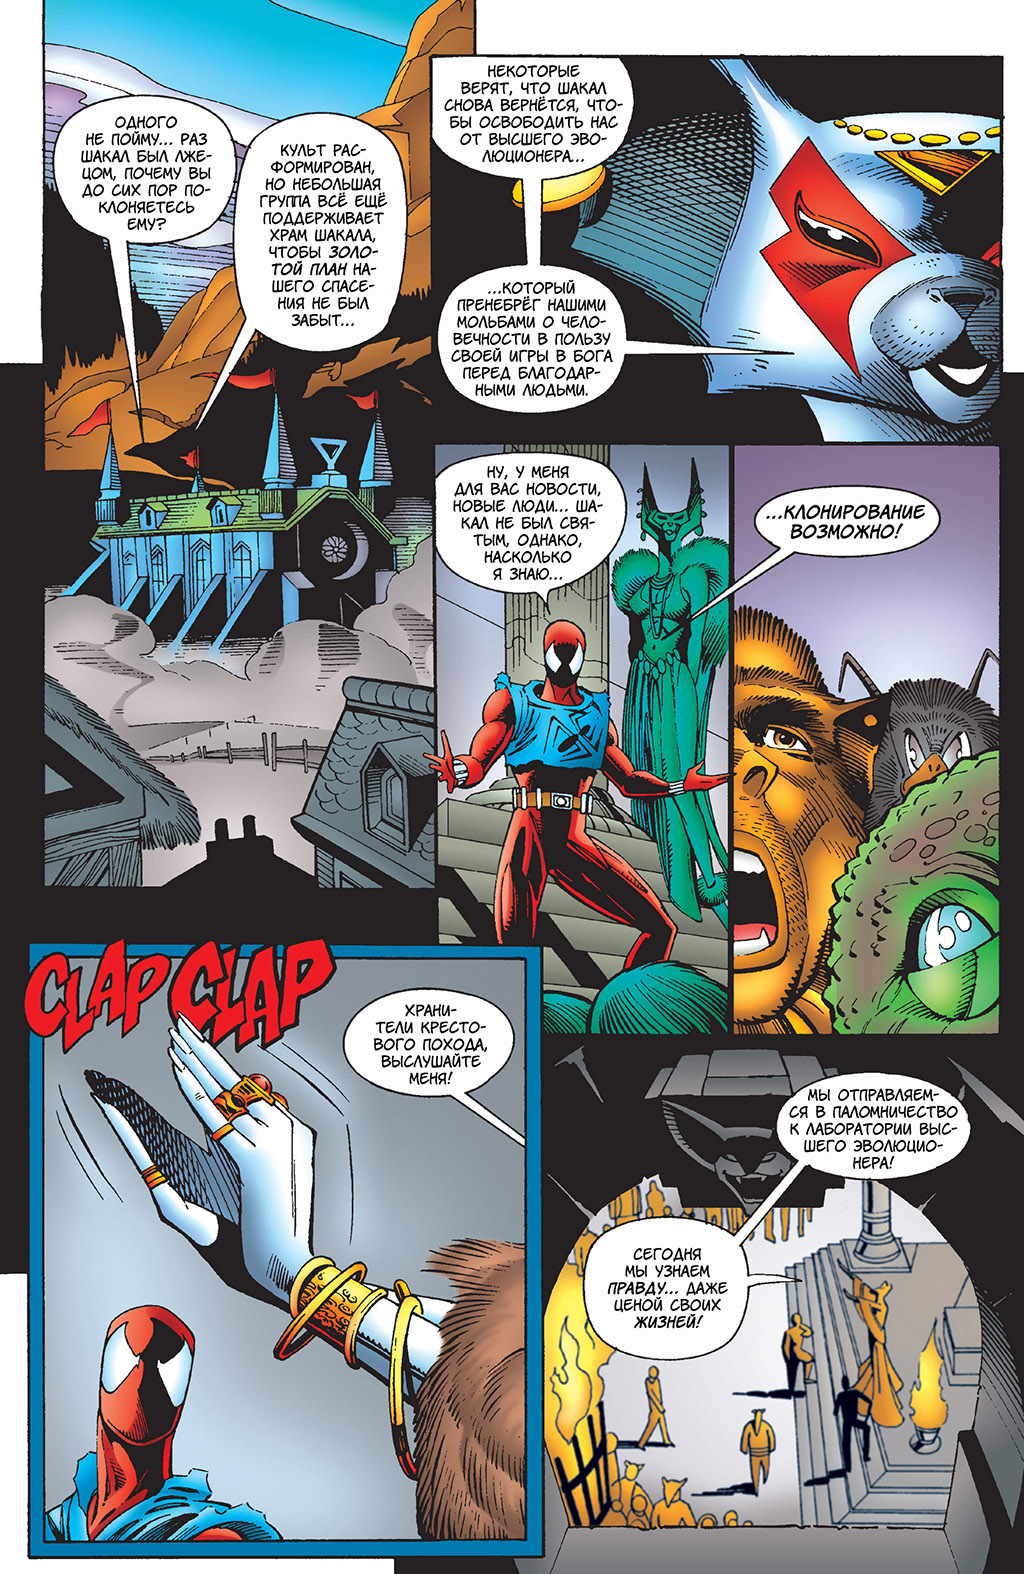 ОДНОГО
НЕ ПОЙМУ... РАЗ
ШАКАЛ БЫЛ ЛЖЕ-
ЦОМ, ПОЧЕМУ ВЫ
ДО СИХ ПОР ПО-
КЛОНЯЕТЕСЬ
ЕМУ?
КУЛЬТ РАС-
ФОРМИРОВАН,
НО НЕБОЛЬШАЯ
ГРУППА ВСЁ ЕЩЁ
ПОДДЕРЖИВАЕТ
ХРАМ ШАКАЛА,
ЧТОБЫ ЗОЛО-
ТОЙ ПЛАН НА-
ШЕГО СПАСЕ-
НИЯ НЕ БЫЛ
ЗАБЫТ...
НЕКОТОРЫЕ
ВЕРЯТ, ЧТО ШАКАЛ
СНОВА ВЕРНЁТСЯ, ЧТО-
БЫ ОСВОБОДИТЬ НАС
ОТ ВЫСШЕГО ЭВО-
ЛЮЦИОНЕРА...
...КОТОРЫЙ
ПРЕНЕБРЁГ НАШИМИ
МОЛЬБАМИ О ЧЕЛО-
ВЕЧНОСТИ В ПОЛЬЗУ
СВОЕЙ ИГРЫ В БОГА
ПЕРЕД БЛАГОДАР-
НЫМИ ЛЮДЬМИ.
НУ, У МЕНЯ
ДЛЯ ВАС НОВОСТИ,
НОВЫЕ ЛЮДИ... ША-
КАЛ НЕ БЫЛ СВЯ-
ТЫМ, ОДНАКО,
НАСКОЛЬКО
Я ЗНАЮ...
...КЛОНИРОВАНИЕ
ВОЗМОЖНО!
CLAP CLAP
ХРАНИ-
ТЕЛИ КРЕСТО-
ВОГО ПОХОДА,
ВЫСЛУШАЙТЕ
МЕНЯ!
МЫ ОТПРАВЛЯЕМ-
СЯ В ПАЛОМНИЧЕСТВО
К ЛАБОРАТОРИИ ВЫС-
ШЕГО ЭВОЛЮЦИО-
НЕРА!
СЕГОДНЯ
МЫ УЗНАЕМ
ПРАВДУ... ДАЖЕ
ЦЕНОЙ СВОИХ
ЖИЗНЕЙ!